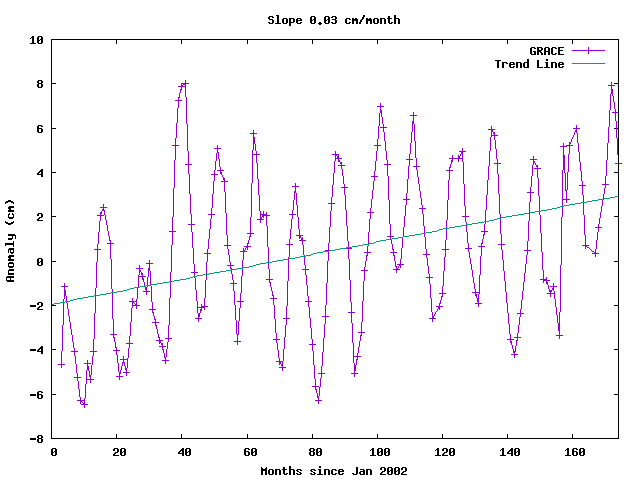 Slope 0.03 cm/month
GRACE
Trend Line
10
8
6
4
2
0
-2
-4
-6
-8
Anomaly (cm)
0 20 40 60 80 100 120 140 160
Months since Jan 2002